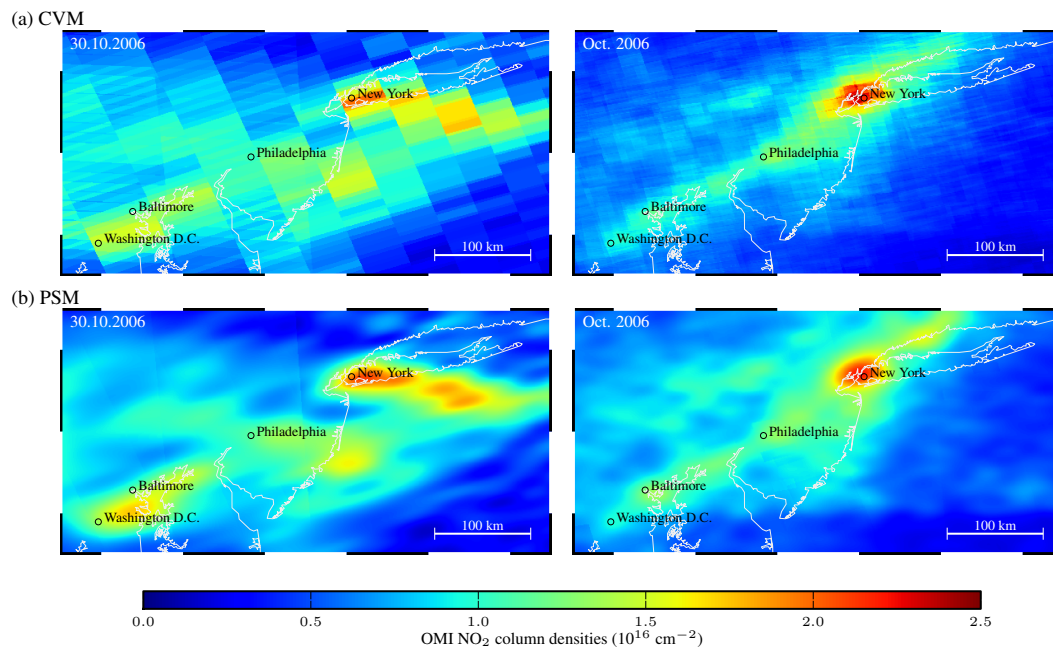 (a) CVM
30.10.2006
New York
Philadelphia
Baltimore
Washington D.C.
100 km
Oct. 2006
New York
Philadelphia
Baltimore
Washington D.C.
100 km
(b) PSM
30.10.2006
New York
Philadelphia
Baltimore
Washington D.C.
100 km
Oct. 2006
New York
Philadelphia
Baltimore
Washington D.C.
100 km
0.0 0.5 1.0 1.5 2.0 2.5
OMI NO₂ column densities (10¹⁶ cm⁻²)